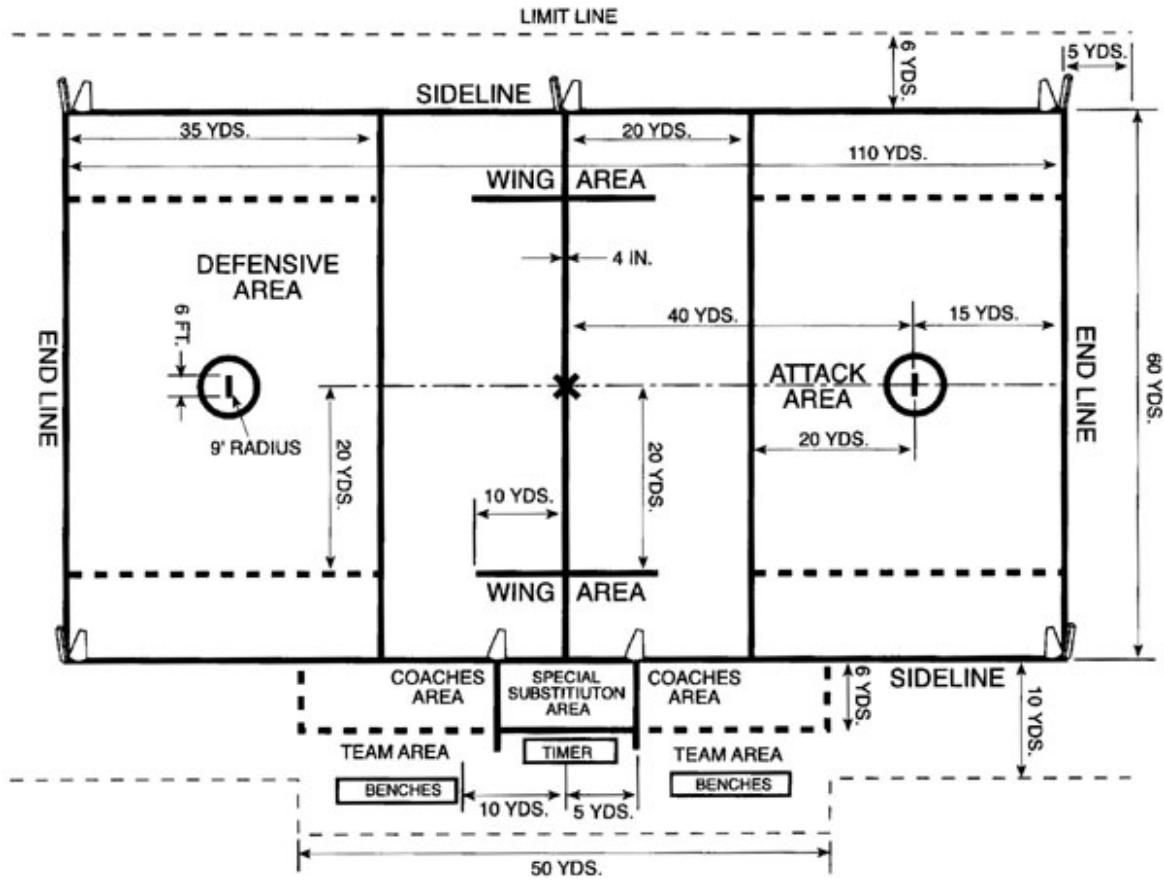 LIMIT LINE
6 YDS.
5 YDS.
SIDELINE
35 YDS.
20 YDS.
110 YDS.
WING AREA
4 IN.
DEFENSIVE
AREA
40 YDS.
15 YDS.
6 FT.
END LINE
ATTACK
AREA
END LINE
60 YDS.
9' RADIUS
20 YDS.
20 YDS.
20 YDS.
10 YDS.
WING AREA
COACHES
AREA
SPECIAL
SUBSTITIUTON
AREA
COACHES
AREA
6 YDS.
SIDELINE
10 YDS.
TEAM AREA
TIMER
TEAM AREA
BENCHES
10 YDS.
5 YDS.
BENCHES
50 YDS.